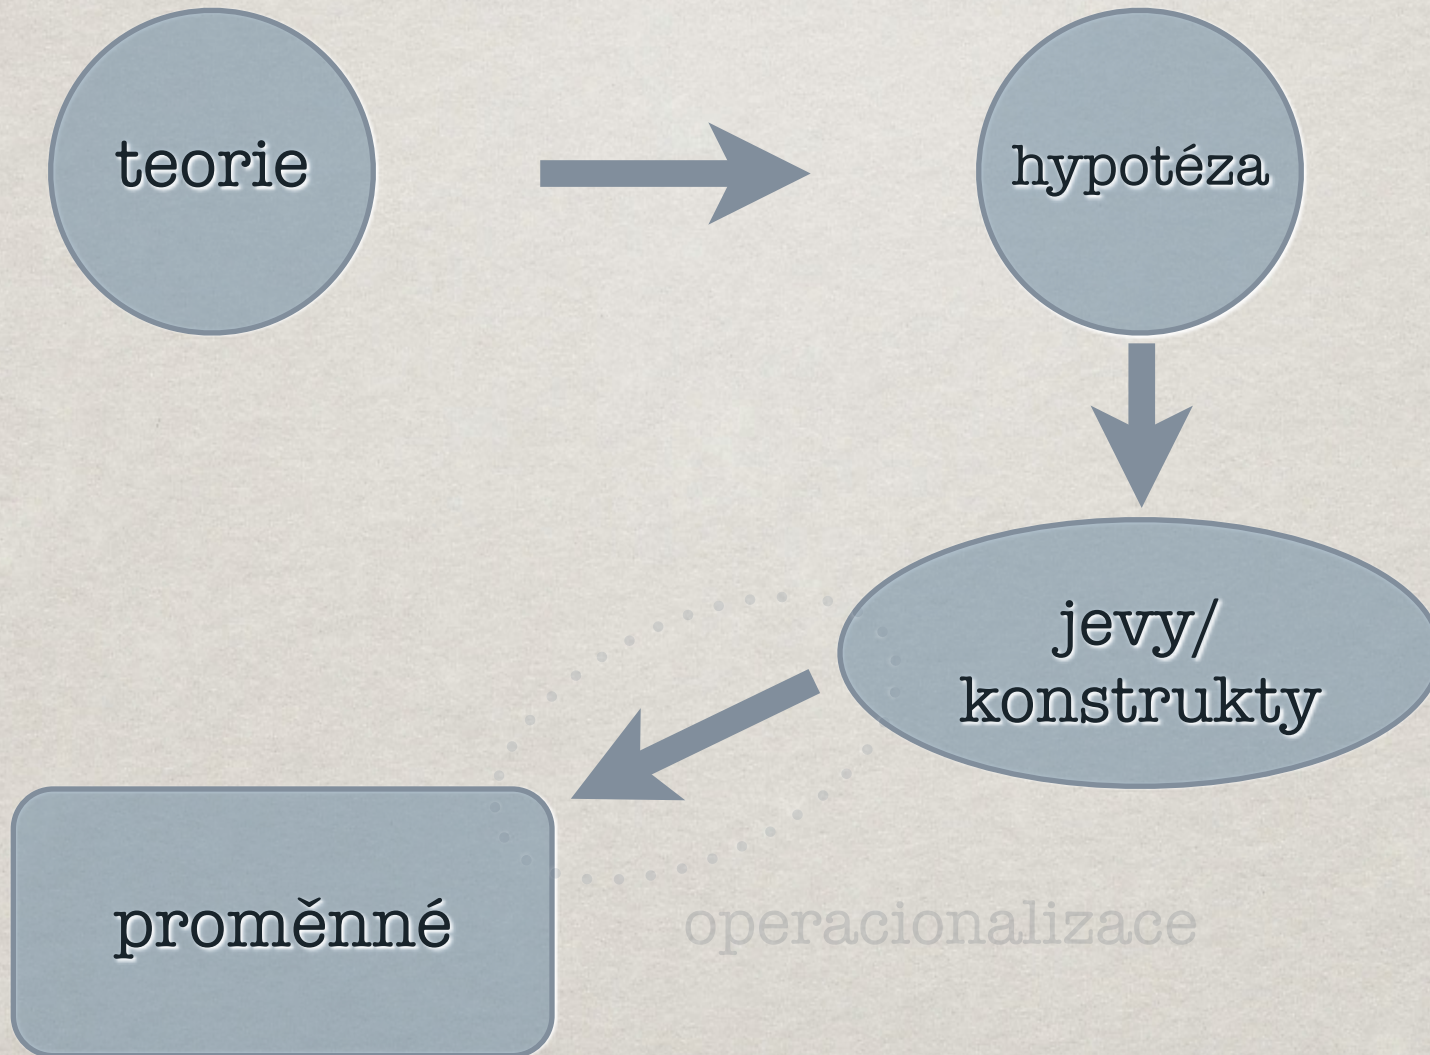 teorie
hypotéza
jevy/
konstrukty
proměnné
operacionalizace